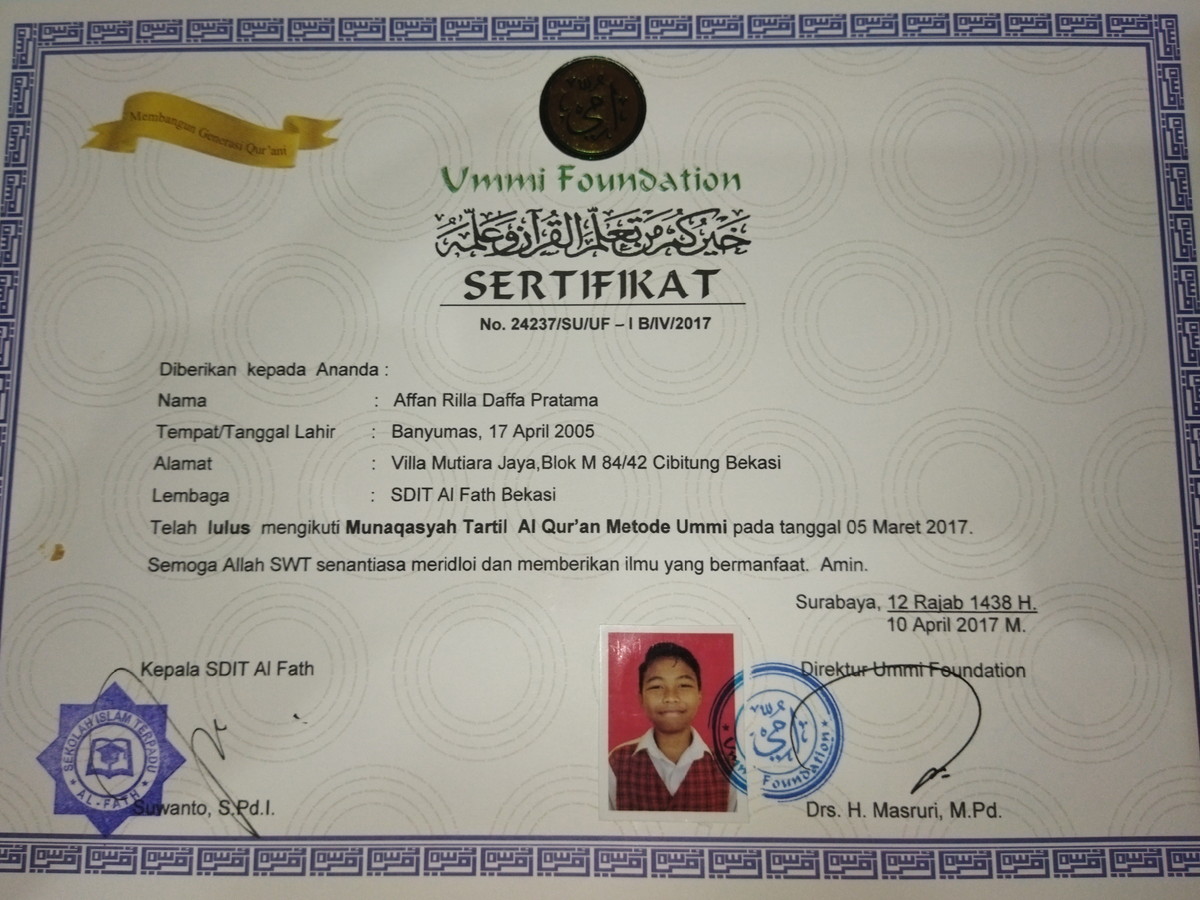 Membangun Generasi Qur'ani
أمي
Ummi Foundation
خَيْرُكُمْ مَنْ تَعَلَّمَ الْقُرْآنَ وَعَلَّمَهُ
SERTIFIKAT
No. 24237/SU/UF – I B/IV/2017
Diberikan kepada Ananda :
Nama : Affan Rilla Daffa Pratama
Tempat/Tanggal Lahir : Banyumas, 17 April 2005
Alamat : Villa Mutiara Jaya,Blok M 84/42 Cibitung Bekasi
Lembaga : SDIT Al Fath Bekasi
Telah lulus mengikuti Munaqasyah Tartil Al Qur'an Metode Ummi pada tanggal 05 Maret 2017.
Semoga Allah SWT senantiasa meridloi dan memberikan ilmu yang bermanfaat. Amin.
Surabaya, 12 Rajab 1438 H.
10 April 2017 M.
Kepala SDIT Al Fath
Direktur Ummi Foundation
SEKOLAH ISLAM TERPADU
AL-FATH
أمي
Ummi Foundation
Suwanto, S.Pd.I.
Drs. H. Masruri, M.Pd.